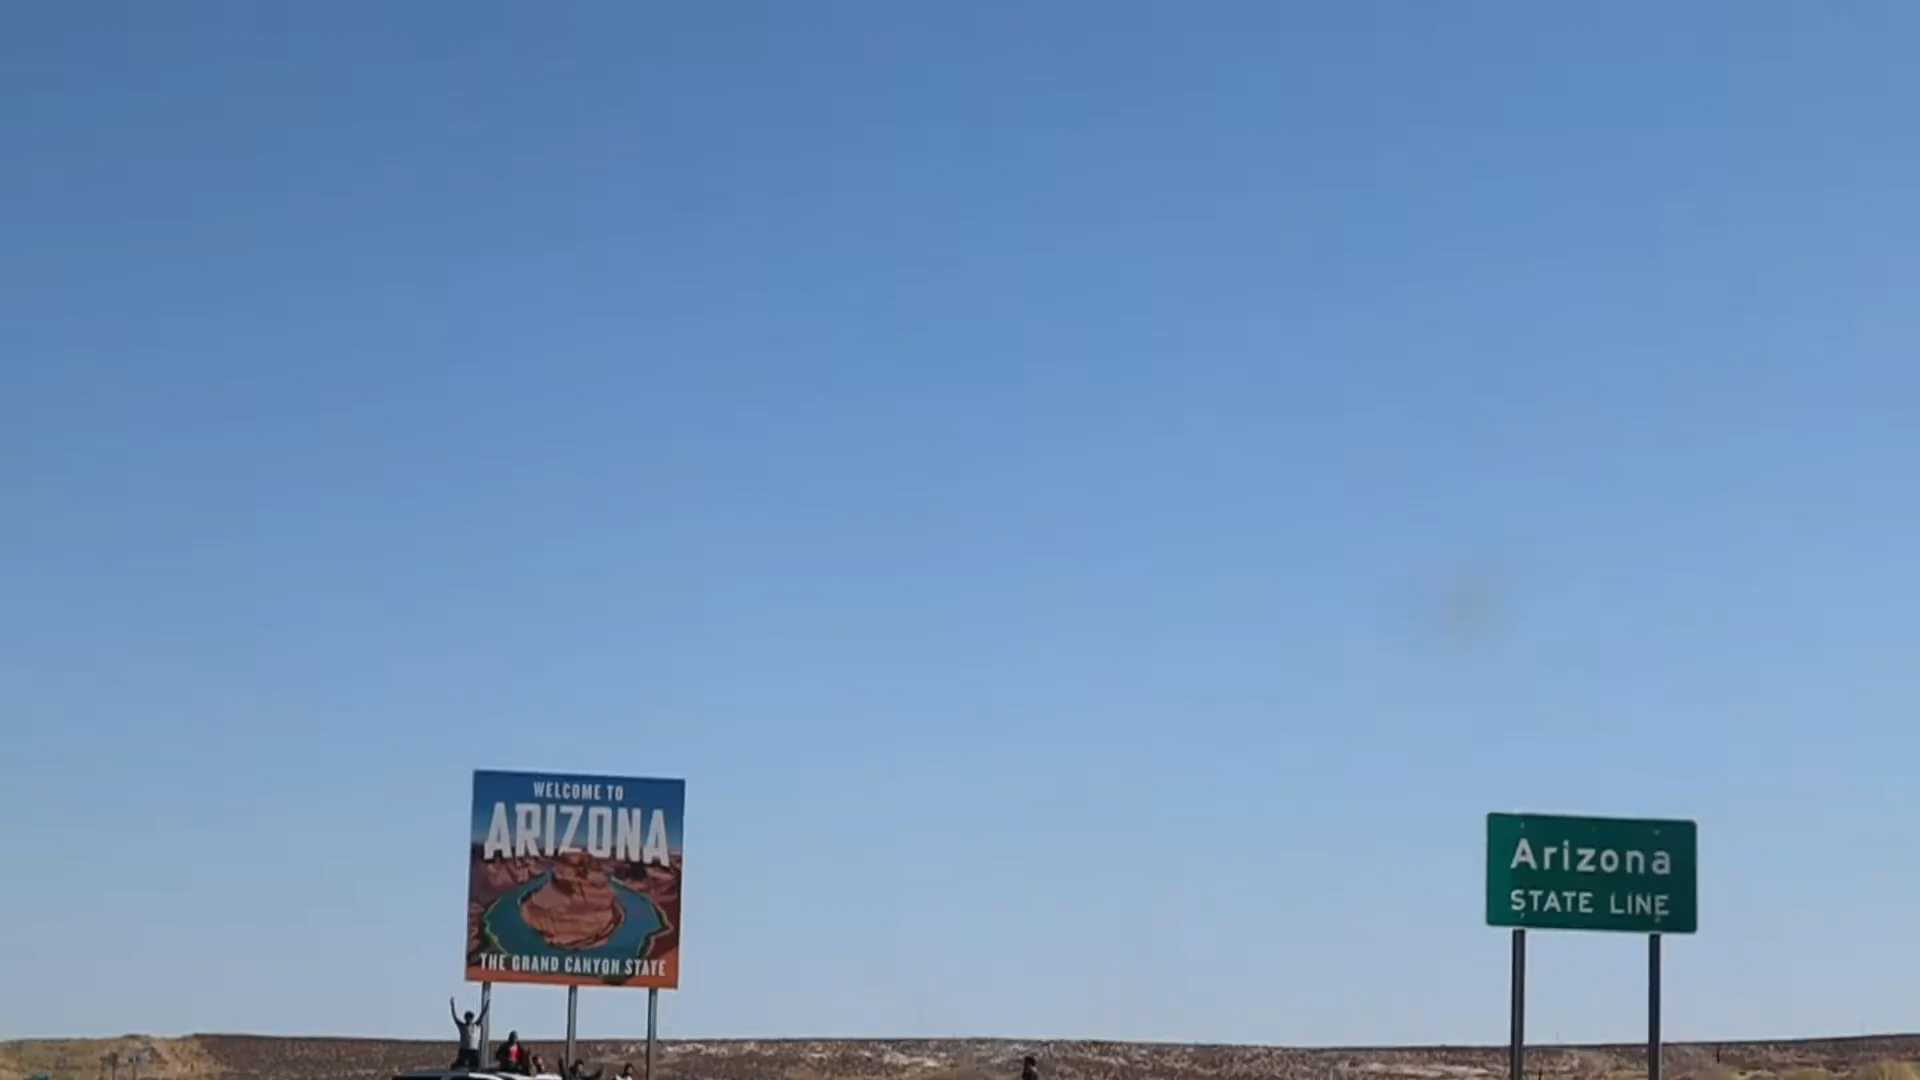 WELCOME TO
ARIZONA
THE GRAND CANYON STATE
Arizona
STATE LINE